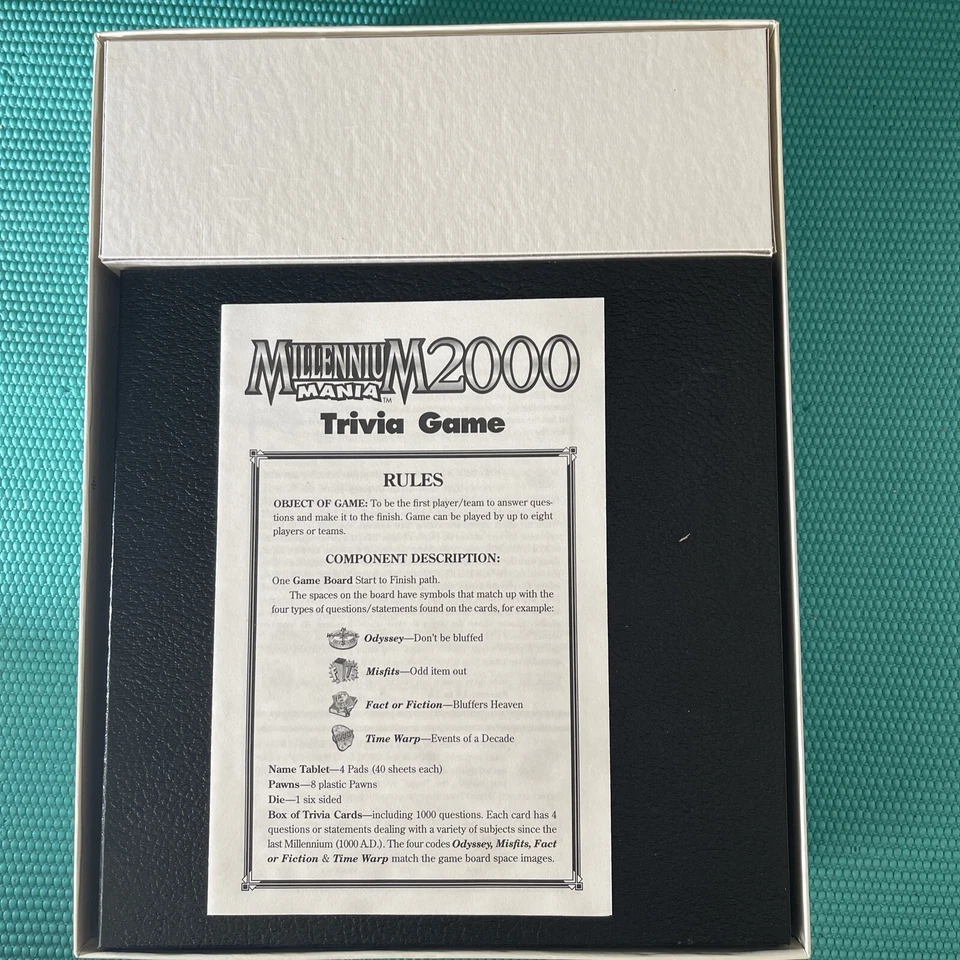 MILLENNIUM 2000
MANIA™
Trivia Game
RULES
OBJECT OF GAME: To be the first player/team to answer ques-
tions and make it to the finish. Game can be played by up to eight
players or teams.
COMPONENT DESCRIPTION:
One Game Board Start to Finish path.
The spaces on the board have symbols that match up with the
four types of questions/statements found on the cards, for example:
Odyssey—Don't be bluffed
Misfits—Odd item out
Fact or Fiction—Bluffers Heaven
Time Warp—Events of a Decade
Name Tablet—4 Pads (40 sheets each)
Pawns—8 plastic Pawns
Die—1 six sided
Box of Trivia Cards—including 1000 questions. Each card has 4
questions or statements dealing with a variety of subjects since the
last Millennium (1000 A.D.). The four codes Odyssey, Misfits, Fact
or Fiction & Time Warp match the game board space images.